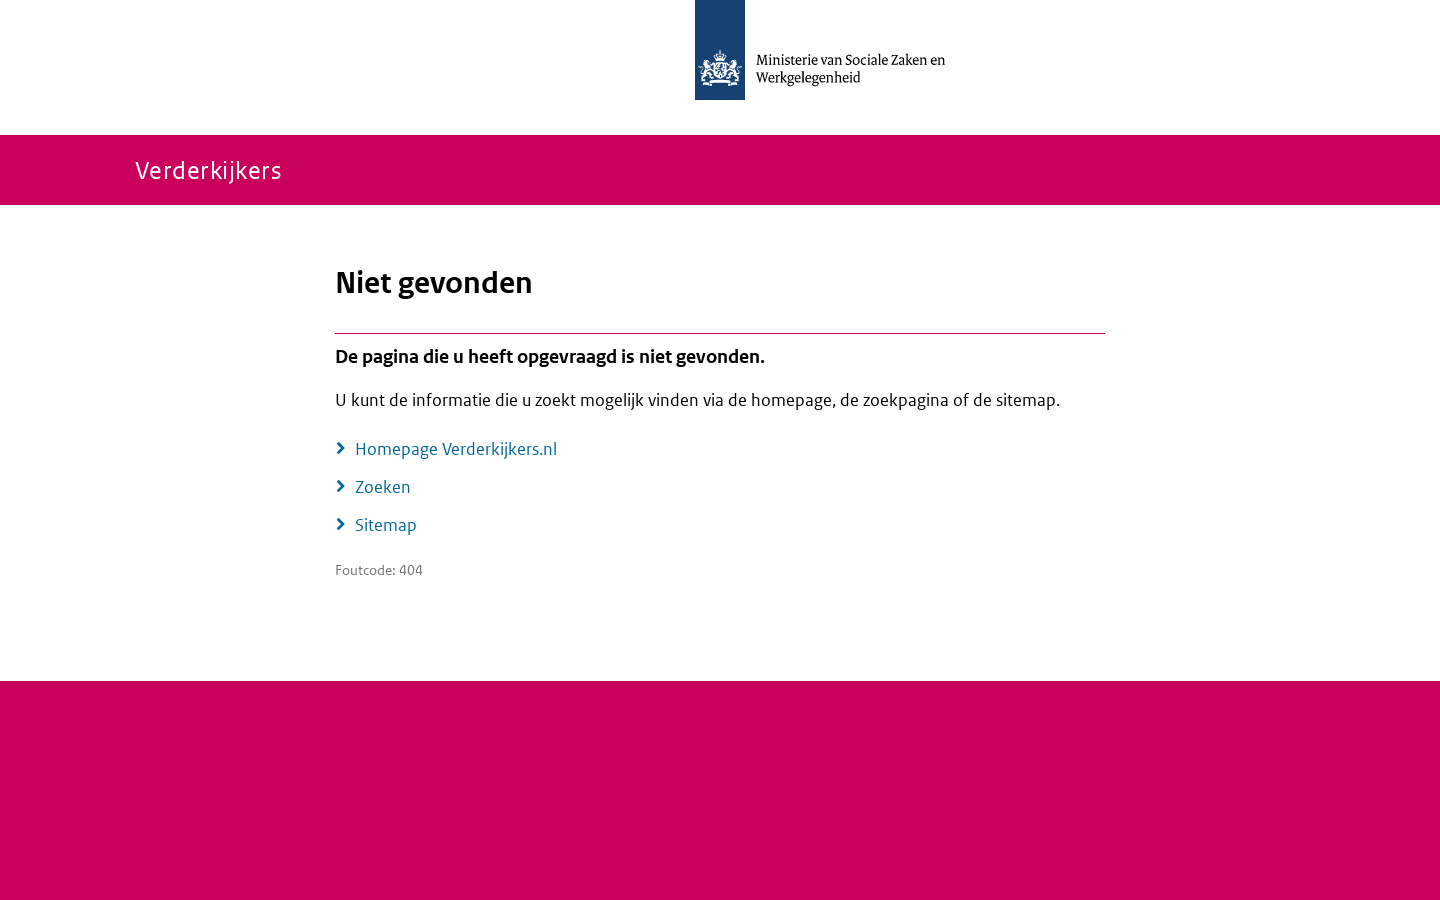 Ministerie van Sociale Zaken en
Werkgelegenheid
Verderkijkers
Niet gevonden
De pagina die u heeft opgevraagd is niet gevonden.
U kunt de informatie die u zoekt mogelijk vinden via de homepage, de zoekpagina of de sitemap.
Homepage Verderkijkers.nl
Zoeken
Sitemap
Foutcode: 404